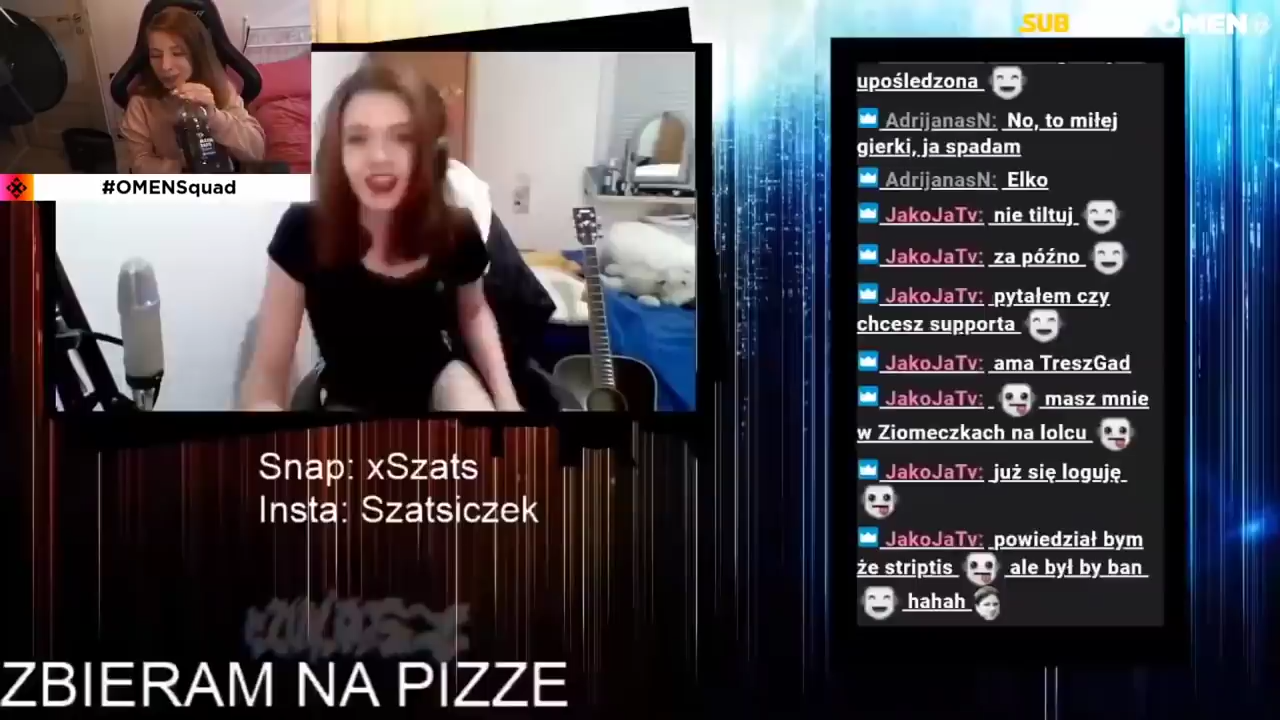 SUB
OMEN
#OMENSquad
upośledzona
AdrijanasN: No, to miłej
gierki, ja spadam
AdrijanasN: Elko
JakoJaTv: nie tiltuj
JakoJaTv: za późno
JakoJaTv: pytałem czy
chcesz supporta
JakoJaTv: ama TreszGad
JakoJaTv: masz mnie
w Ziomeczkach na lolcu
JakoJaTv: już się loguję
JakoJaTv: powiedział bym
że striptis ale był by ban
hahah
Snap: xSzats
Insta: Szatsiczek
ZBIERAM NA PIZZE